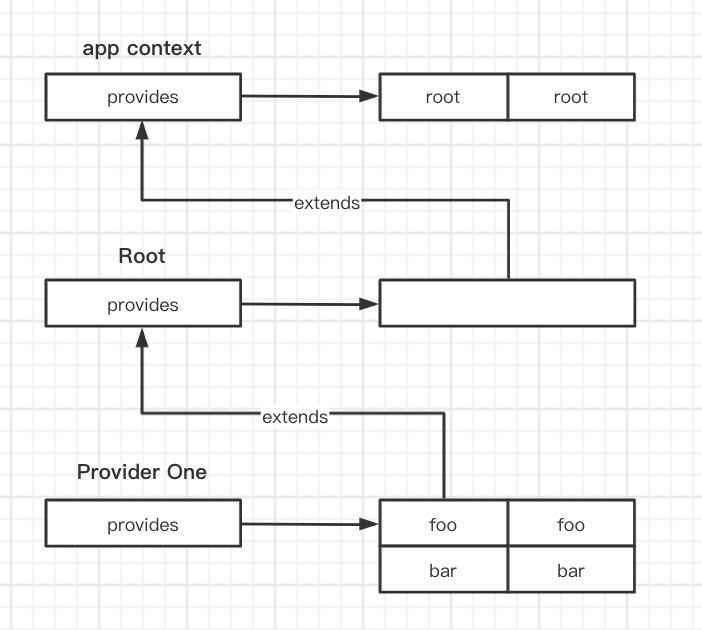 app context
provides
root root
extends
Root
provides
extends
Provider One
provides
foo foo
bar bar